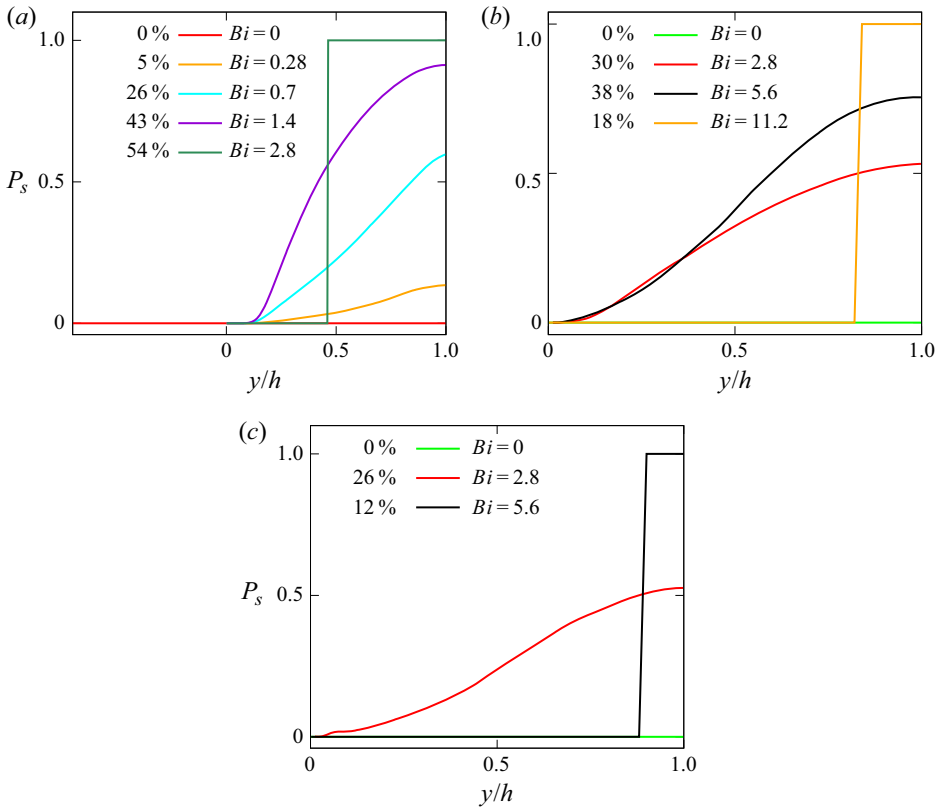 (a)
0 % Bi = 0
5 % Bi = 0.28
26 % Bi = 0.7
43 % Bi = 1.4
54 % Bi = 2.8
1.0
0.5
0
Ps
0 0.5 1.0
y/h
(b)
0 % Bi = 0
30 % Bi = 2.8
38 % Bi = 5.6
18 % Bi = 11.2
1.0
0.5
0
0 0.5 1.0
y/h
(c)
0 % Bi = 0
26 % Bi = 2.8
12 % Bi = 5.6
1.0
0.5
0
Ps
0 0.5 1.0
y/h